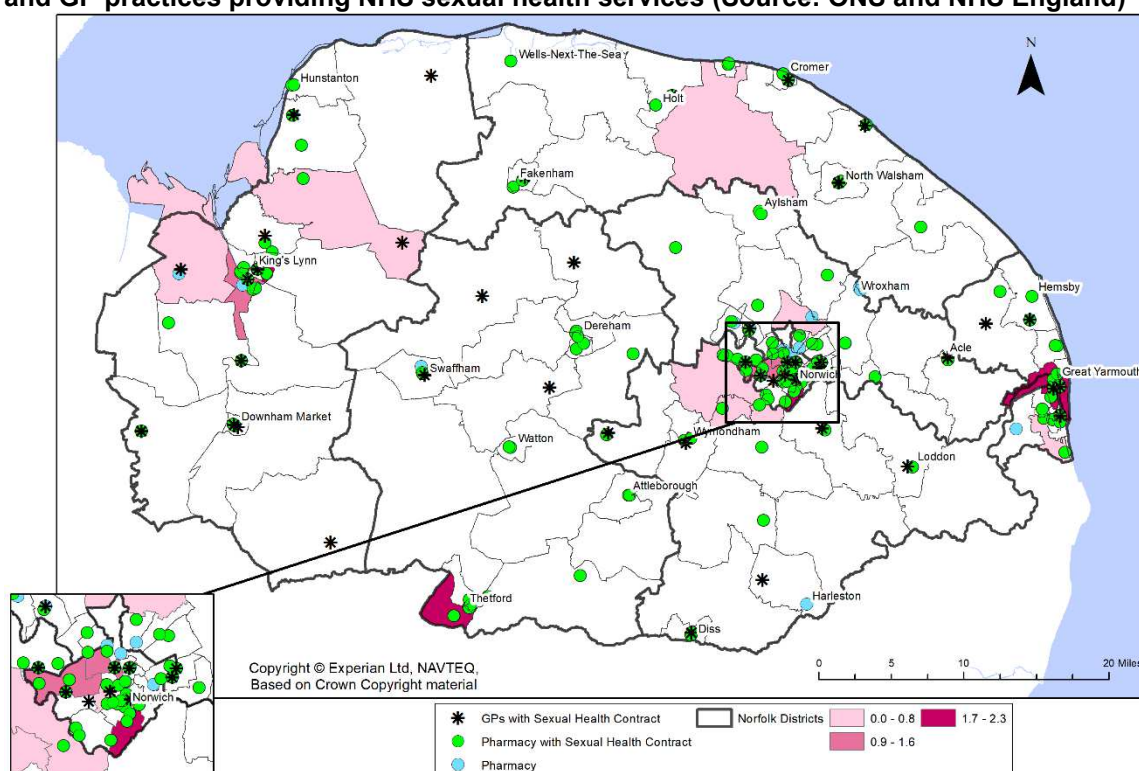 and GP practices providing NHS sexual health services (Source: ONS and NHS England)
N
Wells-Next-The-Sea
Cromer
Hunstanton
Holt
Fakenham
North Walsham
Aylsham
King's Lynn
Wroxham
Hemsby
Dereham
Acle
Swaffham
Great Yarmouth
Norwich
Downham Market
Wymondham
Watton
Loddon
Attleborough
Thetford
Harleston
Diss
Copyright © Experian Ltd, NAVTEQ,
Based on Crown Copyright material
0 5 10 20 Miles
Norwich
GPs with Sexual Health Contract
Pharmacy with Sexual Health Contract
Pharmacy
Norfolk Districts
0.0 - 0.8
1.7 - 2.3
0.9 - 1.6